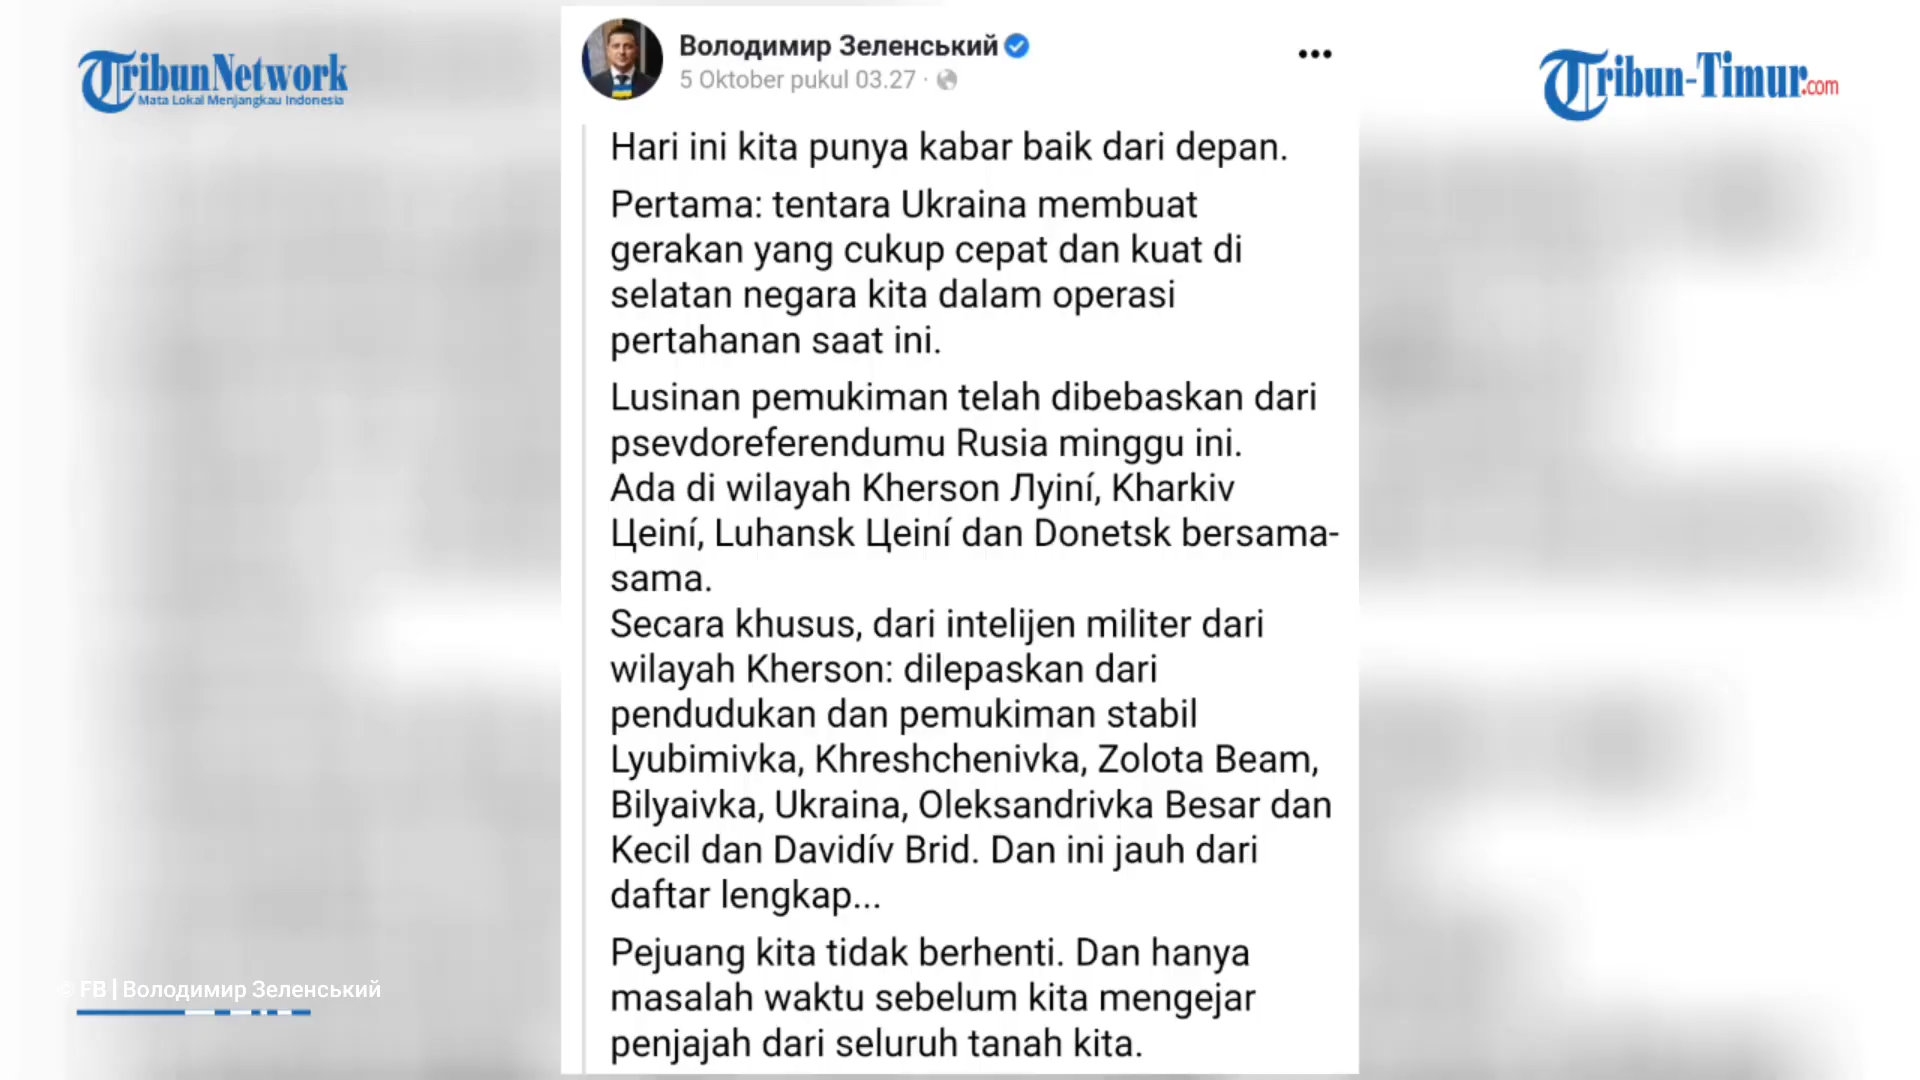 TribunNetwork
Mata Lokal Menjangkau Indonesia
Володимир Зеленський
5 Oktober pukul 03.27 ·
Tribun-Timur.com
Hari ini kita punya kabar baik dari depan.
Pertama: tentara Ukraina membuat
gerakan yang cukup cepat dan kuat di
selatan negara kita dalam operasi
pertahanan saat ini.
Lusinan pemukiman telah dibebaskan dari
psevdoreferendumu Rusia minggu ini.
Ada di wilayah Kherson Луiní, Kharkiv
Цeiní, Luhansk Цeiní dan Donetsk bersama-
sama.
Secara khusus, dari intelijen militer dari
wilayah Kherson: dilepaskan dari
pendudukan dan pemukiman stabil
Lyubimivka, Khreshchenivka, Zolota Beam,
Bilyaivka, Ukraina, Oleksandrivka Besar dan
Kecil dan Davidív Brid. Dan ini jauh dari
daftar lengkap...
Pejuang kita tidak berhenti. Dan hanya
masalah waktu sebelum kita mengejar
penjajah dari seluruh tanah kita.
© FB | Володимир Зеленський